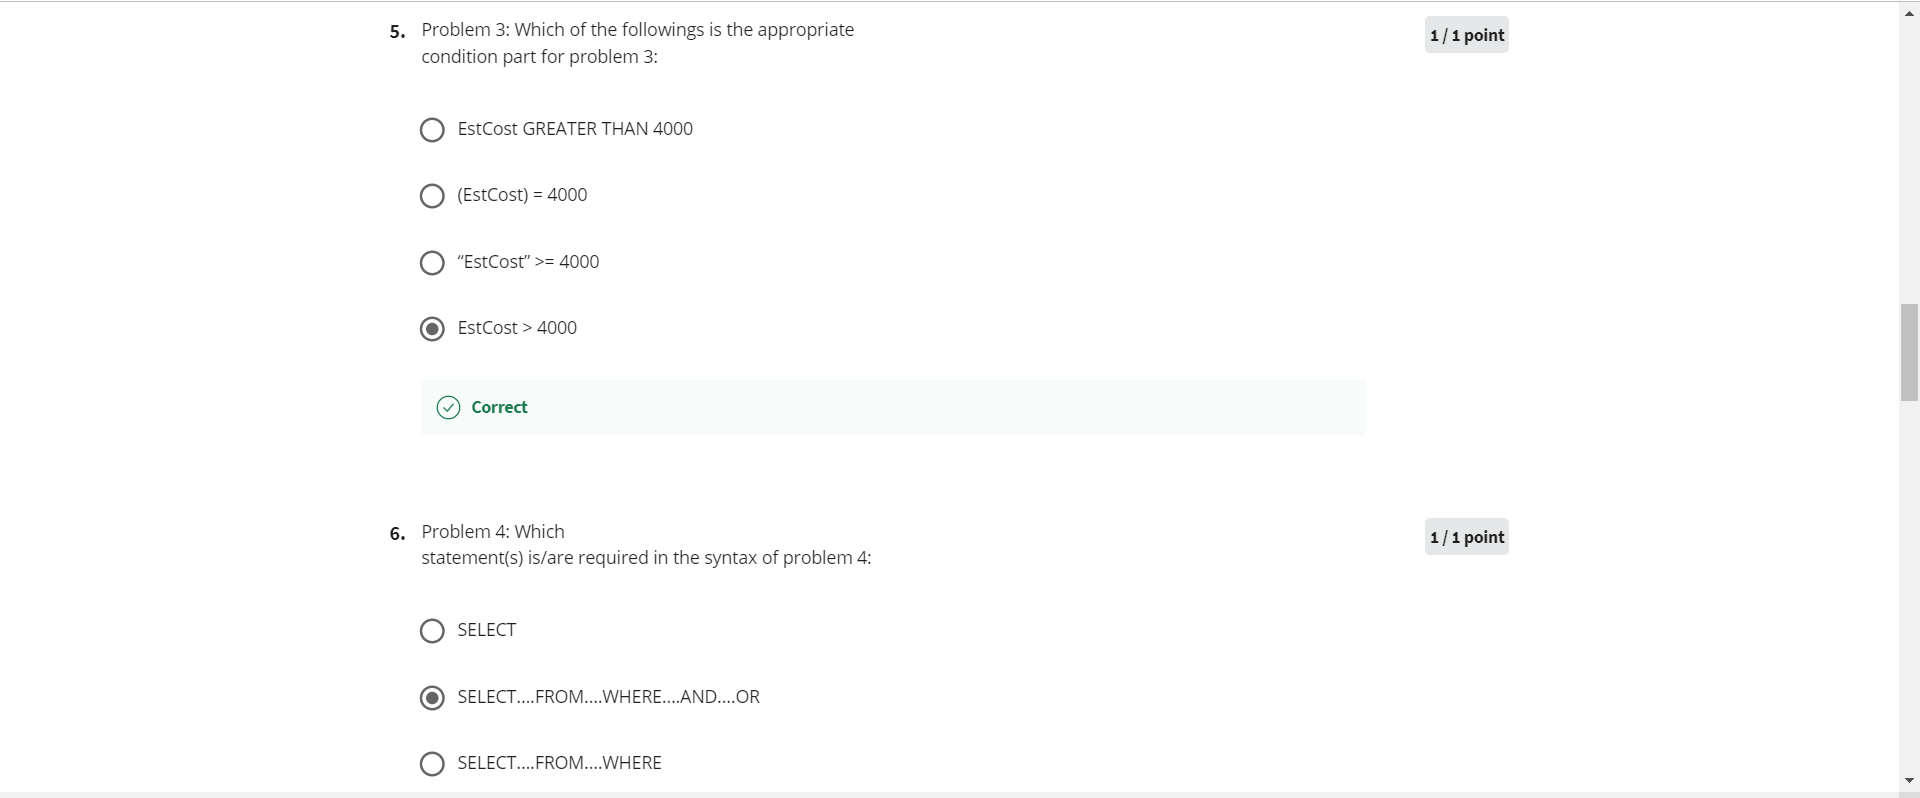 5. Problem 3: Which of the followings is the appropriate
condition part for problem 3:
1 / 1 point
EstCost GREATER THAN 4000
(EstCost) = 4000
“EstCost” >= 4000
EstCost > 4000
Correct
6. Problem 4: Which
statement(s) is/are required in the syntax of problem 4:
1 / 1 point
SELECT
SELECT....FROM....WHERE....AND....OR
SELECT....FROM....WHERE